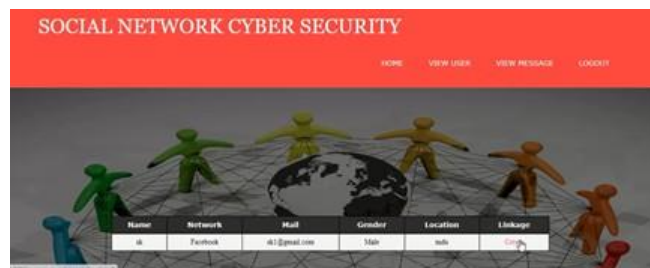 SOCIAL NETWORK CYBER SECURITY
HOME VIEW USER VIEW MESSAGE LOGOUT
Name Network Mail Gender Location Linkage
sk Facebook sk1@gmail.com Male